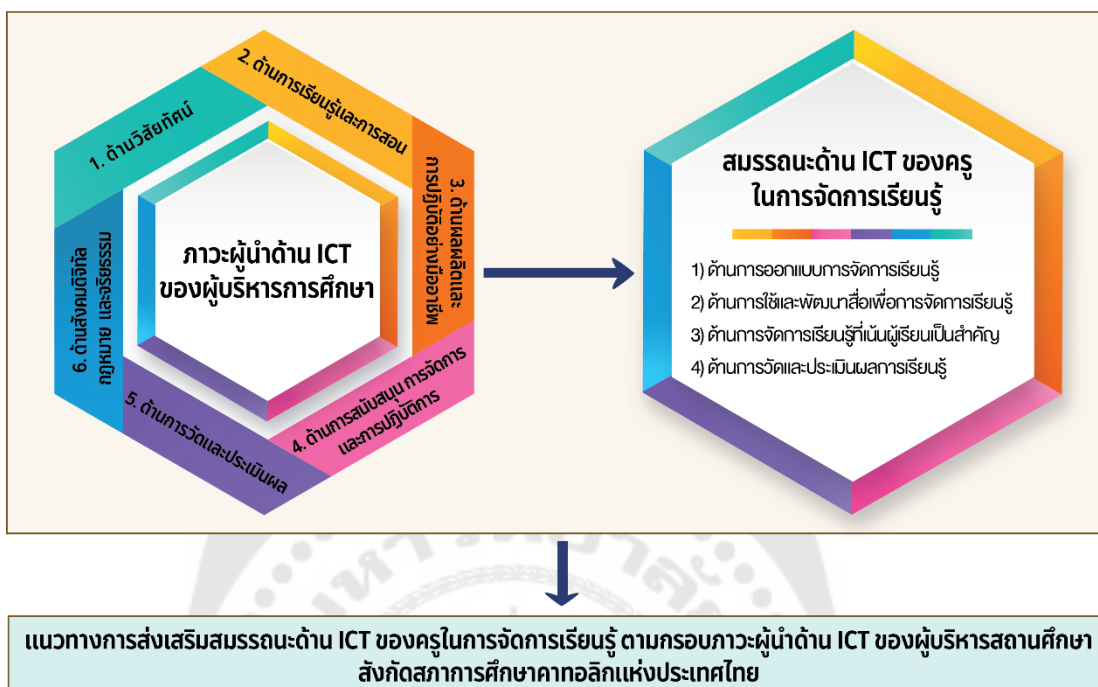 1. ด้านวิสัยทัศน์
2. ด้านการเรียนรู้และการสอน
3. ด้านผลผลิตและ
การปฏิบัติอย่างมืออาชีพ
4. ด้านการสนับสนุน การจัดการ
และการปฏิบัติการ
5. ด้านการวัดและประเมินผล
6. ด้านสังคมดิจิทัล
กฎหมาย และจริยธรรม
ภาวะผู้นำด้าน ICT
ของผู้บริหารการศึกษา
สมรรถนะด้าน ICT ของครู
ในการจัดการเรียนรู้
1) ด้านการออกแบบการจัดการเรียนรู้
2) ด้านการใช้และพัฒนาสื่อเพื่อการจัดการเรียนรู้
3) ด้านการจัดการเรียนรู้ที่เน้นผู้เรียนเป็นสำคัญ
4) ด้านการวัดและประเมินผลการเรียนรู้
แนวทางการส่งเสริมสมรรถนะด้าน ICT ของครูในการจัดการเรียนรู้ ตามกรอบภาวะผู้นำด้าน ICT ของผู้บริหารสถานศึกษา
สังกัดสภาการศึกษาคาทอลิกแห่งประเทศไทย